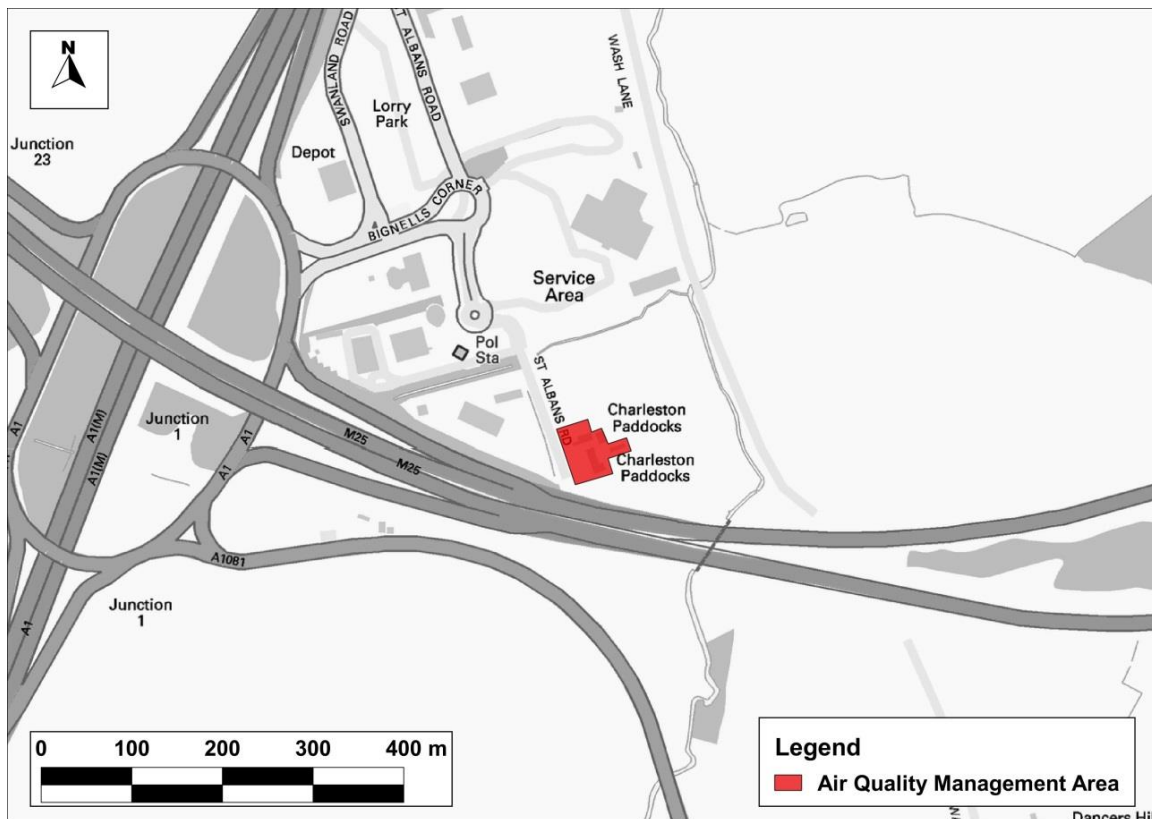 N
SWANLAND ROAD
ST ALBANS ROAD
WASH LANE
Lorry
Park
Junction
23
Depot
BIGNELLS CORNER
Service
Area
Pol
Sta
ST ALBANS RD
Charleston
Paddocks
Charleston
Paddocks
Junction
1
A1
A1(M)
A1(M)
A1
A1
M25
M25
A1081
Junction
1
A1
0 100 200 300 400 m
Legend
Air Quality Management Area